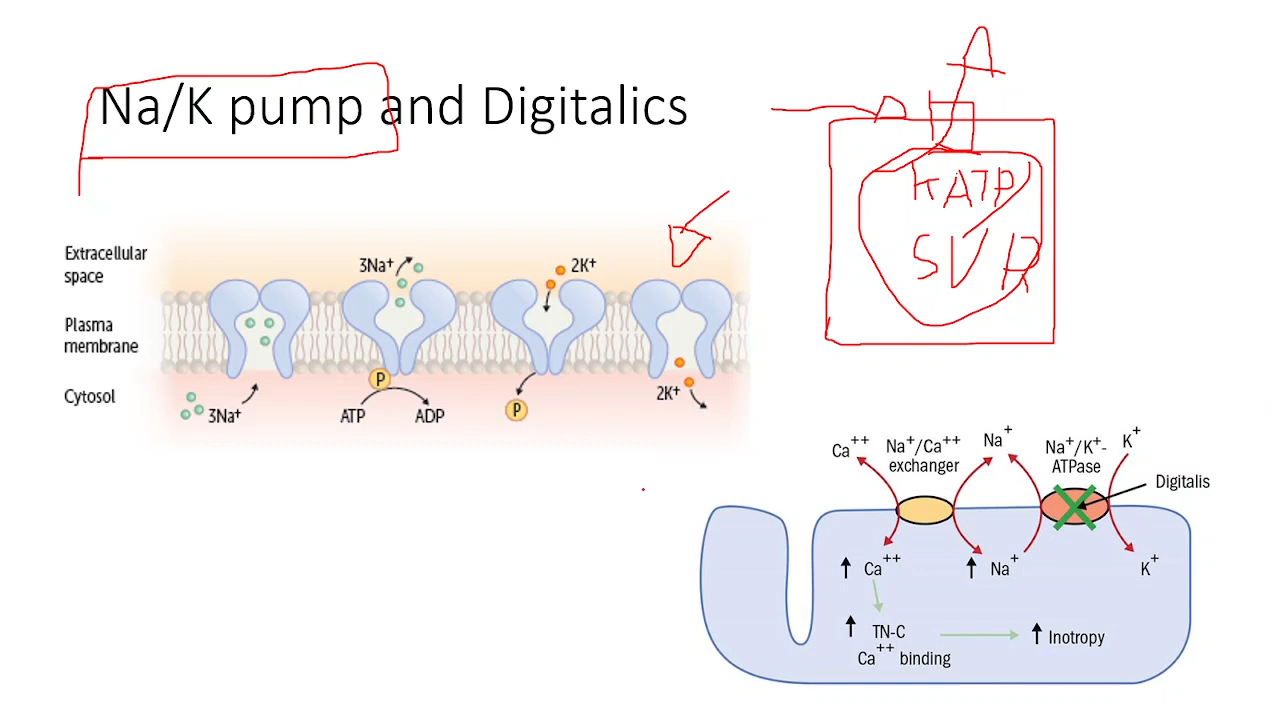 Na/K pump and Digitalics
A
KATP
SVR
Extracellular
space
3Na⁺
2K⁺
Plasma
membrane
Cytosol
3Na⁺
P
ATP
ADP
P
2K⁺
Ca⁺⁺
Na⁺/Ca⁺⁺
exchanger
Na⁺
Na⁺/K⁺-
ATPase
K⁺
Digitalis
Ca⁺⁺
Na⁺
K⁺
TN-C
Ca⁺⁺ binding
Inotropy